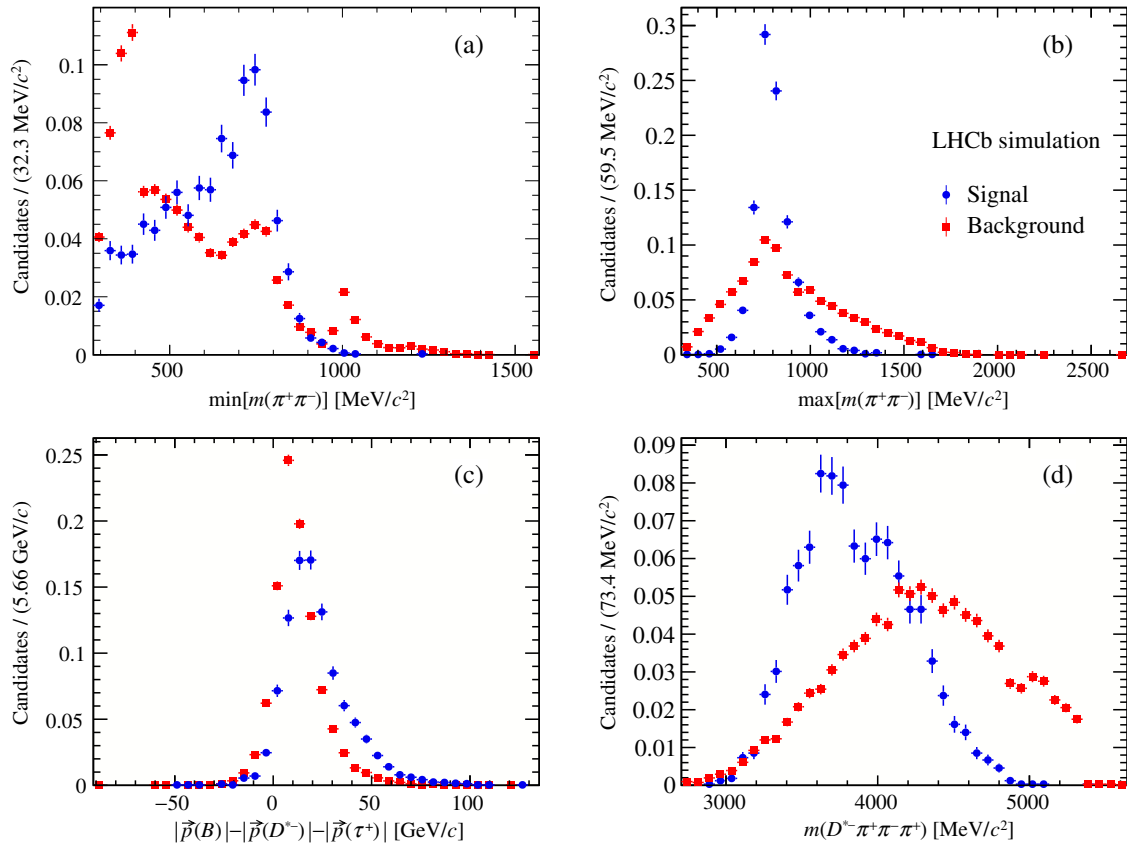 (a)
Candidates / (32.3 MeV/c²)
0.1
0.08
0.06
0.04
0.02
0
500 1000 1500
min[m(π⁺π⁻)] [MeV/c²]
(b)
Candidates / (59.5 MeV/c²)
0.3
0.25
0.2
0.15
0.1
0.05
0
LHCb simulation
Signal
Background
500 1000 1500 2000 2500
max[m(π⁺π⁻)] [MeV/c²]
(c)
Candidates / (5.66 GeV/c)
0.25
0.2
0.15
0.1
0.05
0
−50 0 50 100
|p⃗(B)|−|p⃗(D*⁻)|−|p⃗(τ⁺)| [GeV/c]
(d)
Candidates / (73.4 MeV/c²)
0.09
0.08
0.07
0.06
0.05
0.04
0.03
0.02
0.01
0
3000 4000 5000
m(D*⁻π⁺π⁻π⁺) [MeV/c²]